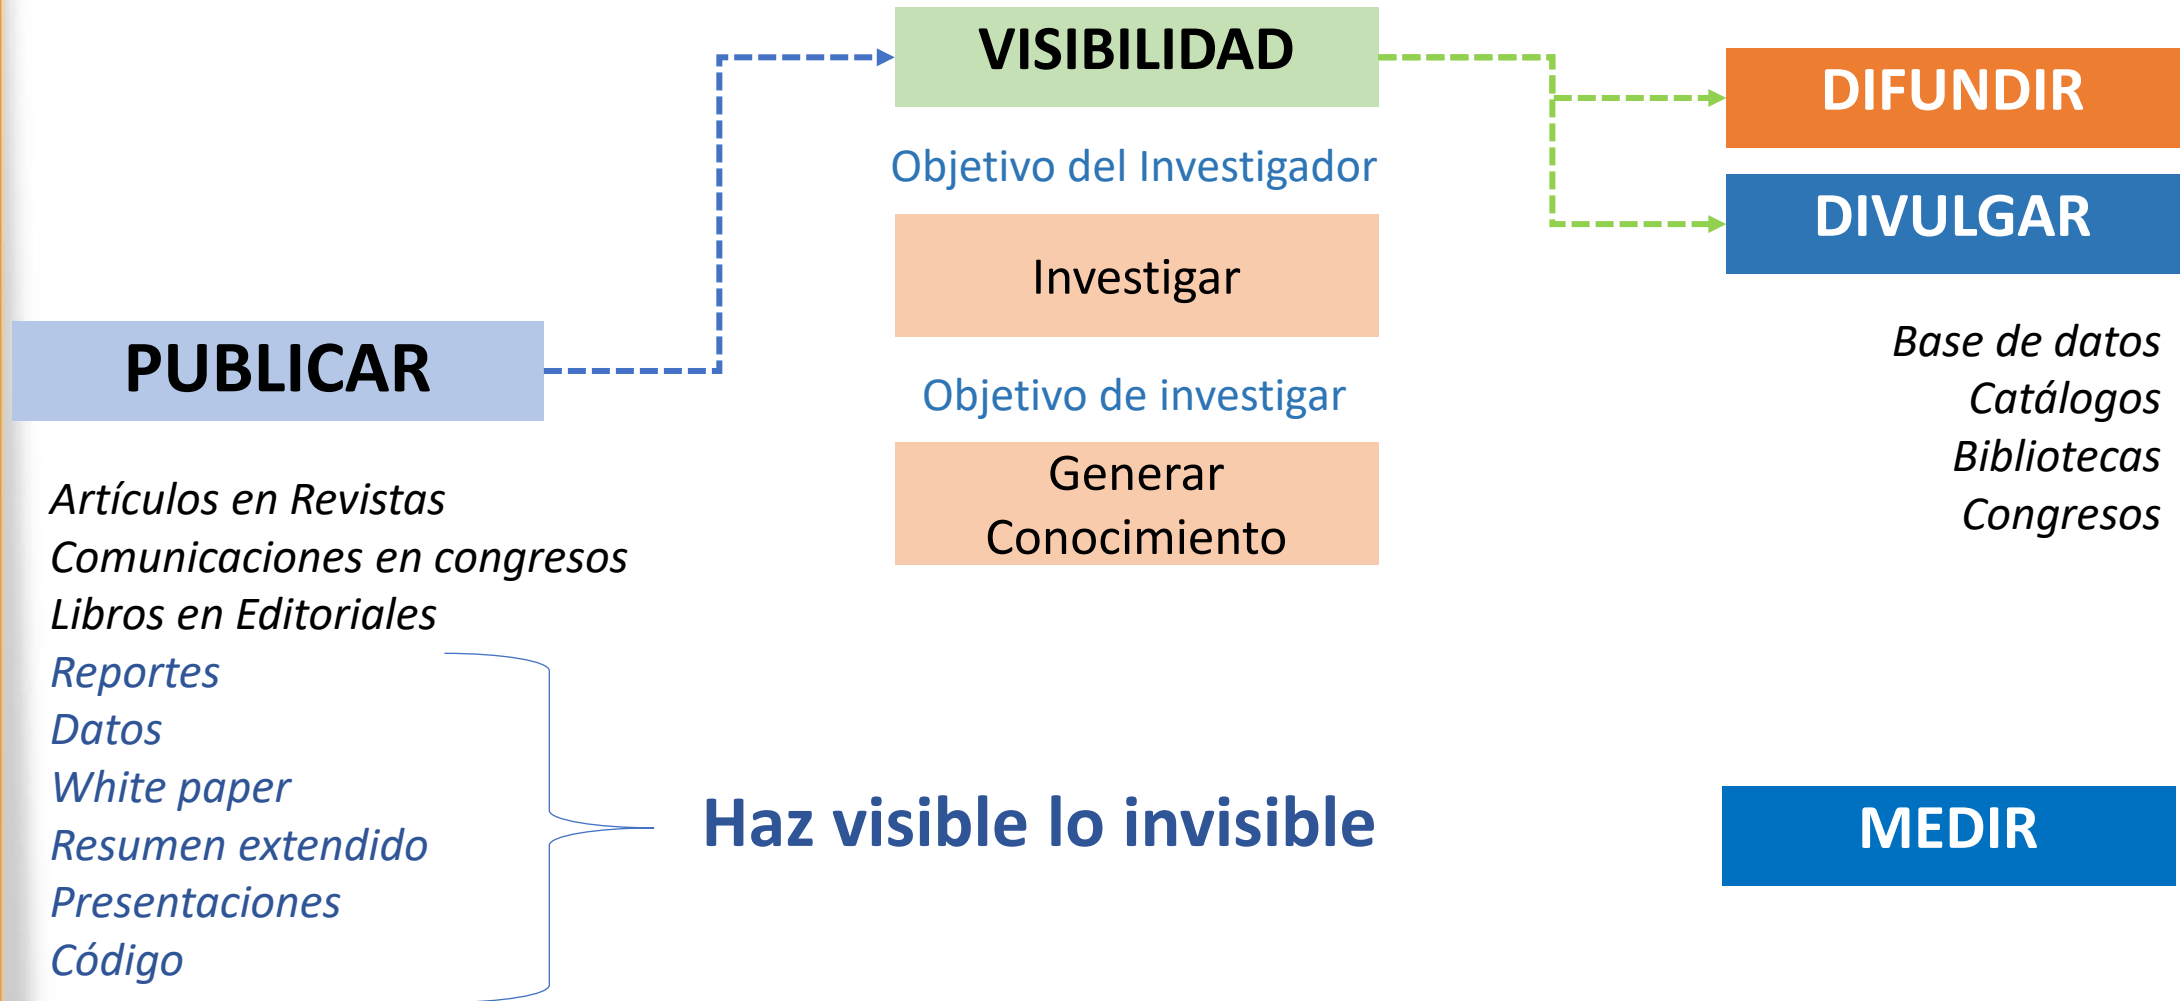 VISIBILIDAD
Objetivo del Investigador
Investigar
Objetivo de investigar
Generar
Conocimiento
PUBLICAR
Artículos en Revistas
Comunicaciones en congresos
Libros en Editoriales
Reportes
Datos
White paper
Resumen extendido
Presentaciones
Código
Haz visible lo invisible
DIFUNDIR
DIVULGAR
Base de datos
Catálogos
Bibliotecas
Congresos
MEDIR